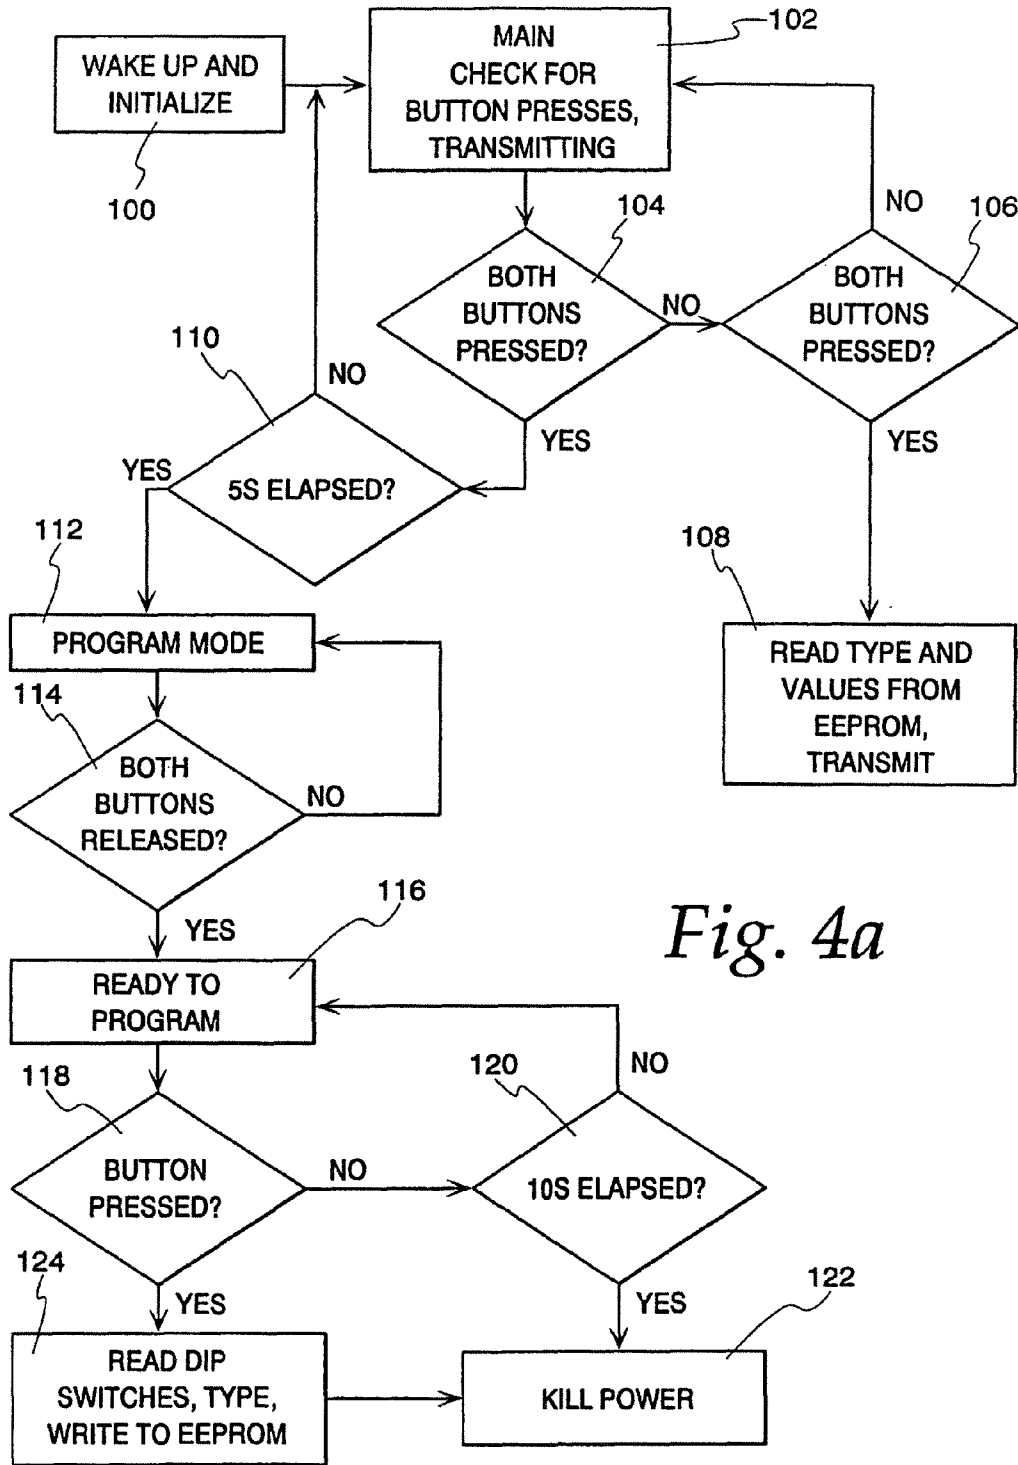 WAKE UP AND
INITIALIZE
100
MAIN
CHECK FOR
BUTTON PRESSES,
TRANSMITTING
102
BOTH
BUTTONS
PRESSED?
104
NO
YES
BOTH
BUTTONS
PRESSED?
106
NO
YES
READ TYPE AND
VALUES FROM
EEPROM,
TRANSMIT
108
5S ELAPSED?
110
NO
YES
PROGRAM MODE
112
BOTH
BUTTONS
RELEASED?
114
NO
YES
READY TO
PROGRAM
116
Fig. 4a
BUTTON
PRESSED?
118
NO
YES
10S ELAPSED?
120
NO
YES
KILL POWER
122
READ DIP
SWITCHES, TYPE,
WRITE TO EEPROM
124